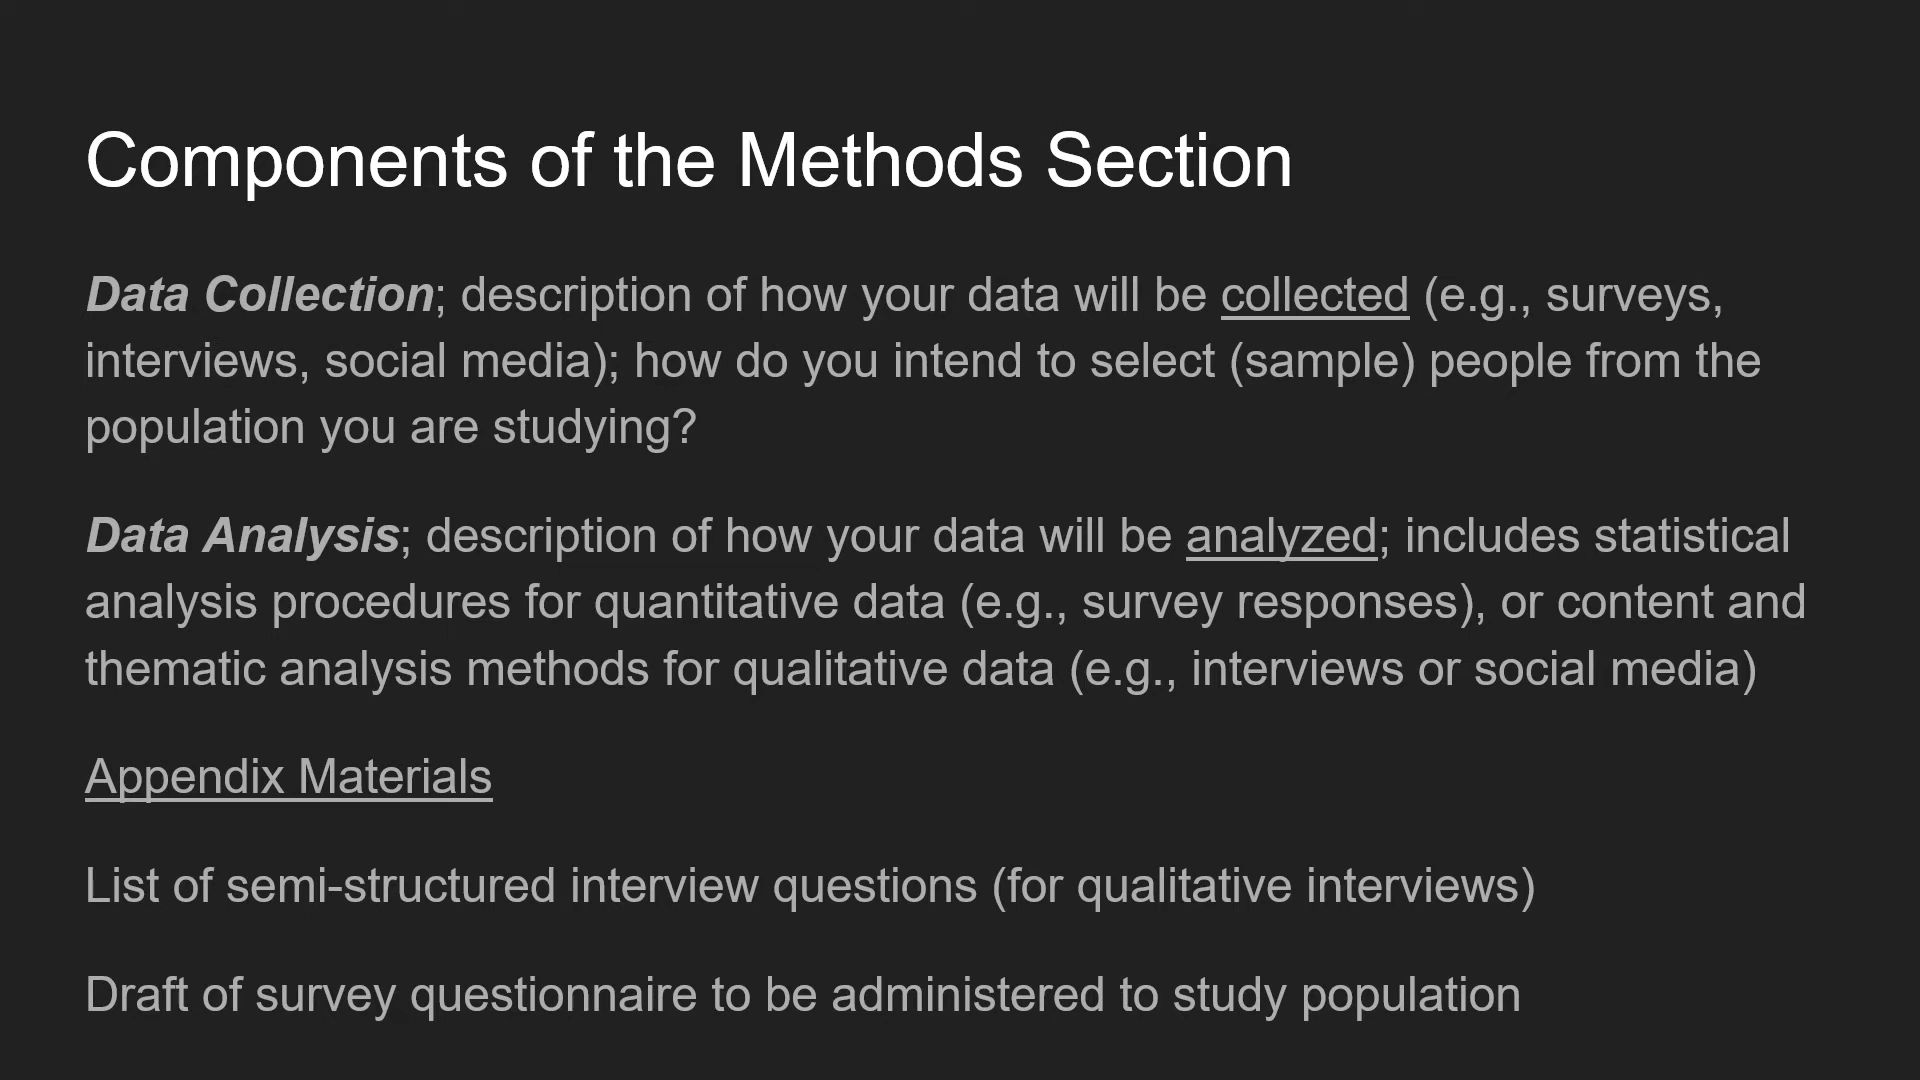 Components of the Methods Section
Data Collection; description of how your data will be collected (e.g., surveys,
interviews, social media); how do you intend to select (sample) people from the
population you are studying?
Data Analysis; description of how your data will be analyzed; includes statistical
analysis procedures for quantitative data (e.g., survey responses), or content and
thematic analysis methods for qualitative data (e.g., interviews or social media)
Appendix Materials
List of semi-structured interview questions (for qualitative interviews)
Draft of survey questionnaire to be administered to study population